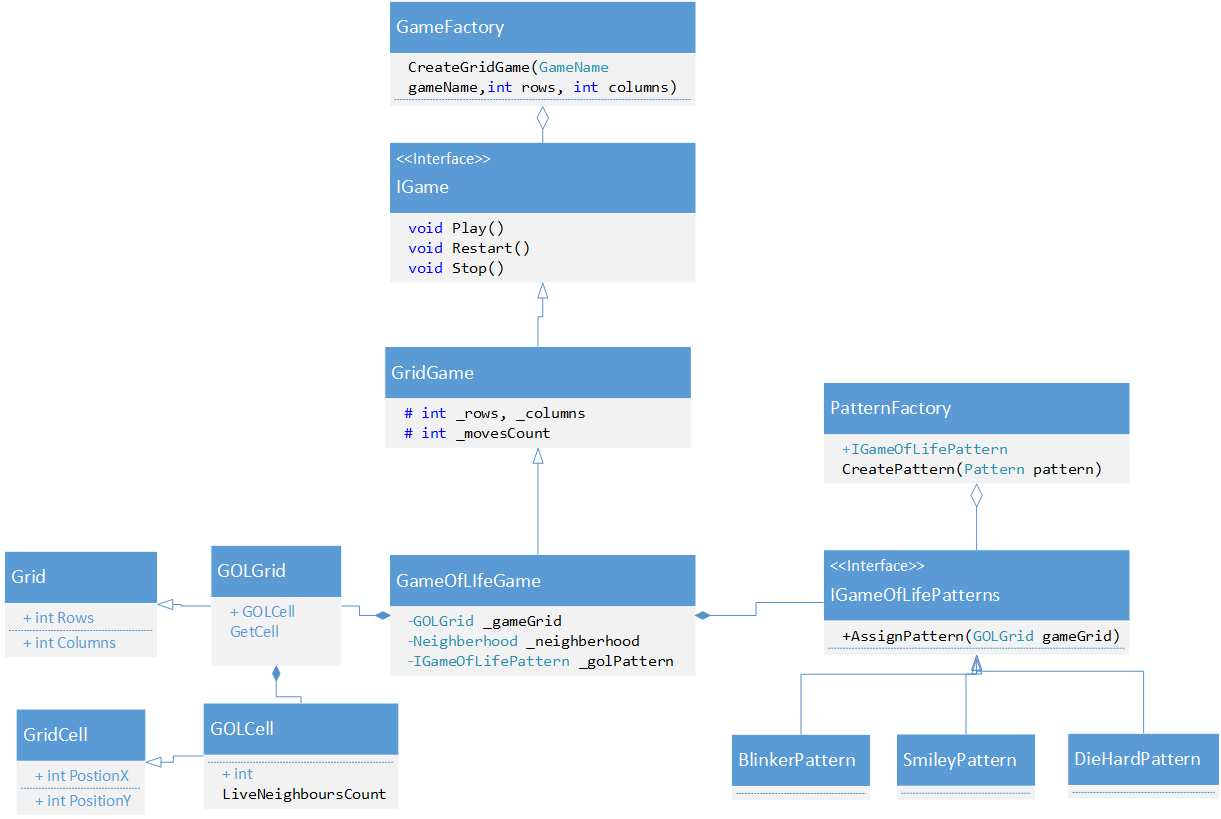 GameFactory
CreateGridGame(GameName
gameName,int rows, int columns)
<<Interface>>
IGame
void Play()
void Restart()
void Stop()
GridGame
# int _rows, _columns
# int _movesCount
PatternFactory
+IGameOfLifePattern
CreatePattern(Pattern pattern)
Grid
+ int Rows
+ int Columns
GOLGrid
+ GOLCell
GetCell
GameOfLIfeGame
-GOLGrid _gameGrid
-Neighberhood _neighberhood
-IGameOfLifePattern _golPattern
<<Interface>>
IGameOfLifePatterns
+AssignPattern(GOLGrid gameGrid)
GridCell
+ int PostionX
+ int PositionY
GOLCell
+ int
LiveNeighboursCount
BlinkerPattern
SmileyPattern
DieHardPattern